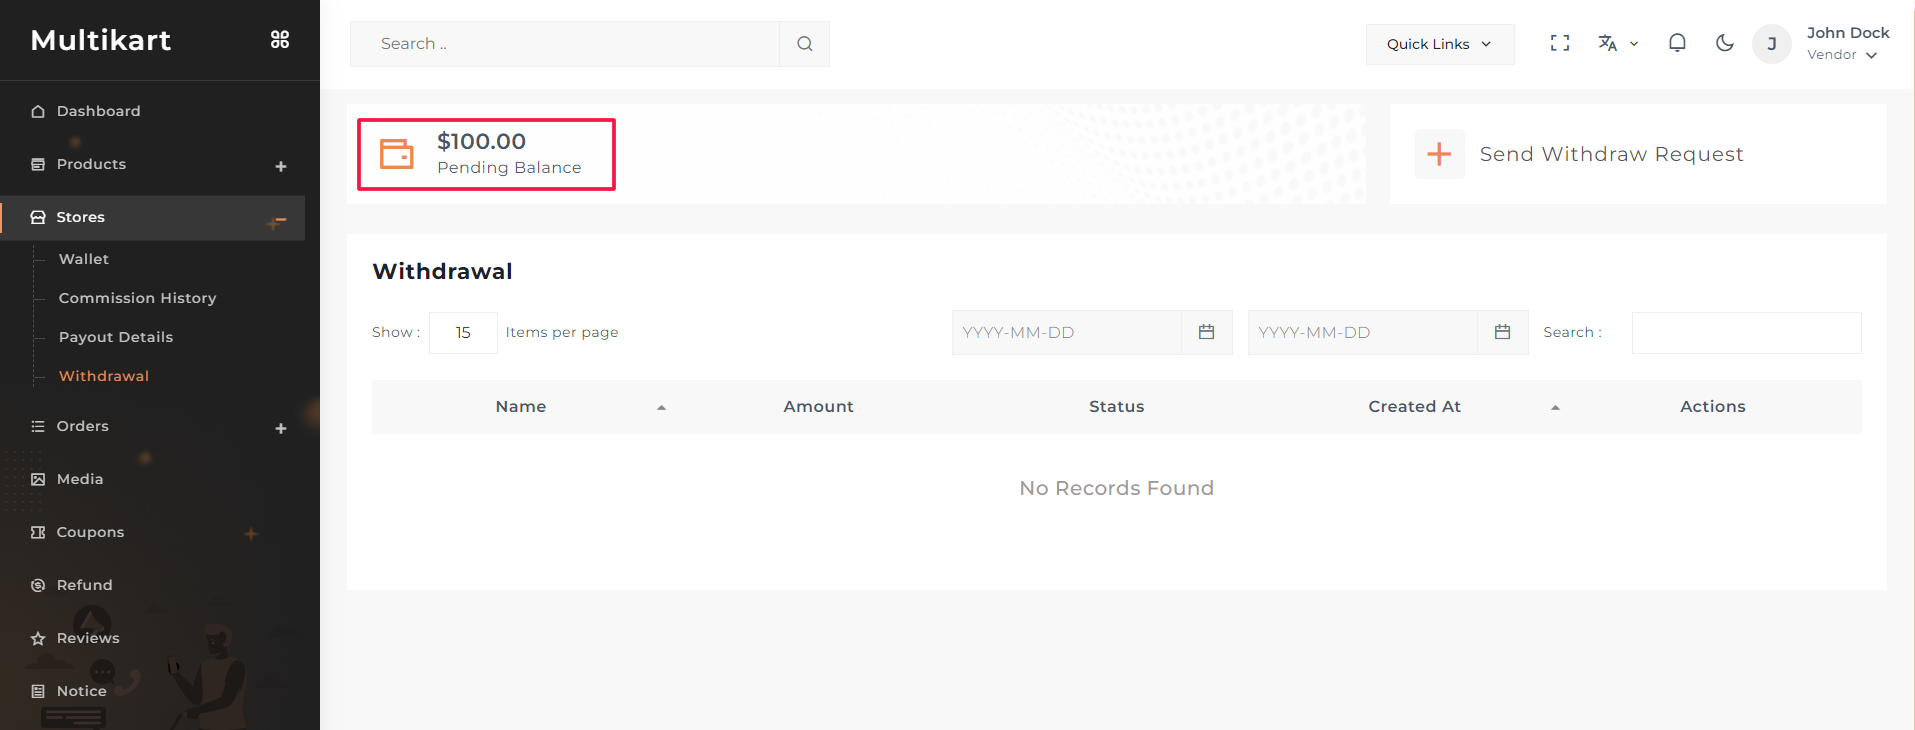 Multikart
Search ..
Quick Links
John Dock
Vendor
J
Dashboard
Products
Stores
Wallet
Commission History
Payout Details
Withdrawal
Orders
Media
Coupons
Refund
Reviews
Notice
$100.00
Pending Balance
Send Withdraw Request
Withdrawal
Show : 15 Items per page
YYYY-MM-DD YYYY-MM-DD Search :
Name Amount Status Created At Actions
No Records Found